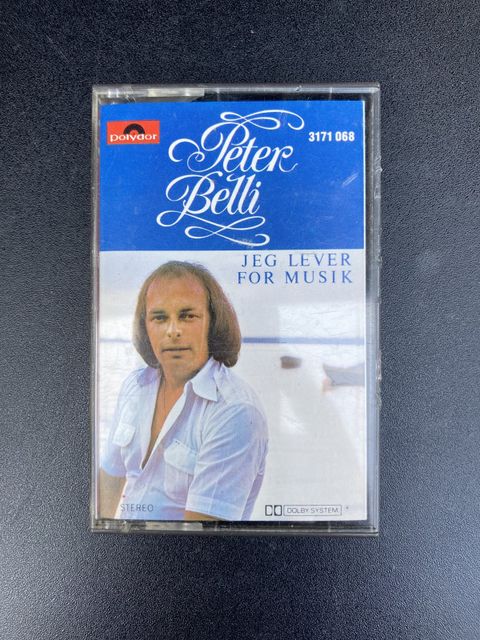 polydor
Peter
Belli
3171 068
JEG LEVER
FOR MUSIK
STEREO
DOLBY SYSTEM